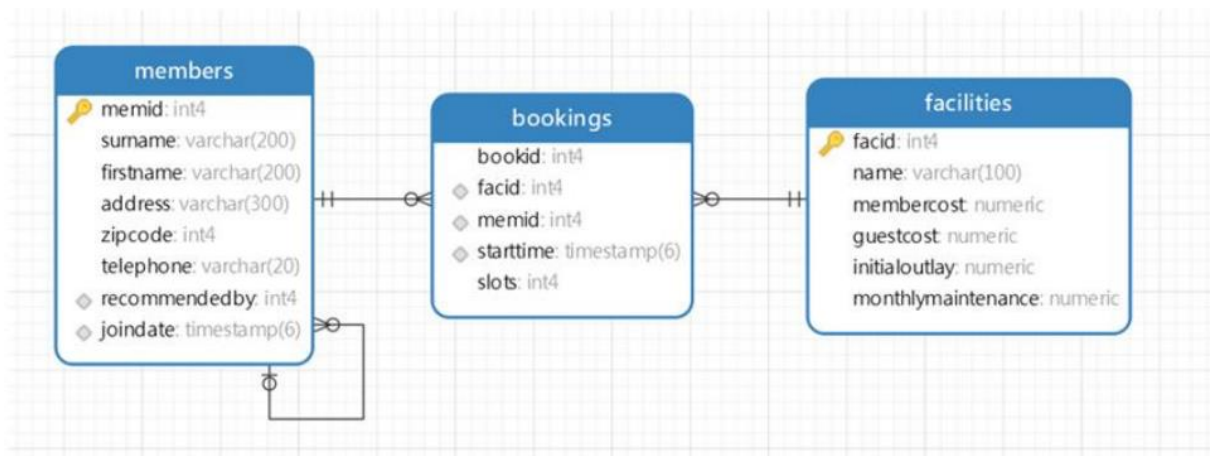 members
memid: int4
surname: varchar(200)
firstname: varchar(200)
address: varchar(300)
zipcode: int4
telephone: varchar(20)
recommendedby: int4
joindate: timestamp(6)
bookings
bookid: int4
facid: int4
memid: int4
starttime: timestamp(6)
slots: int4
facilities
facid: int4
name: varchar(100)
membercost: numeric
guestcost: numeric
initialoutlay: numeric
monthlymaintenance: numeric